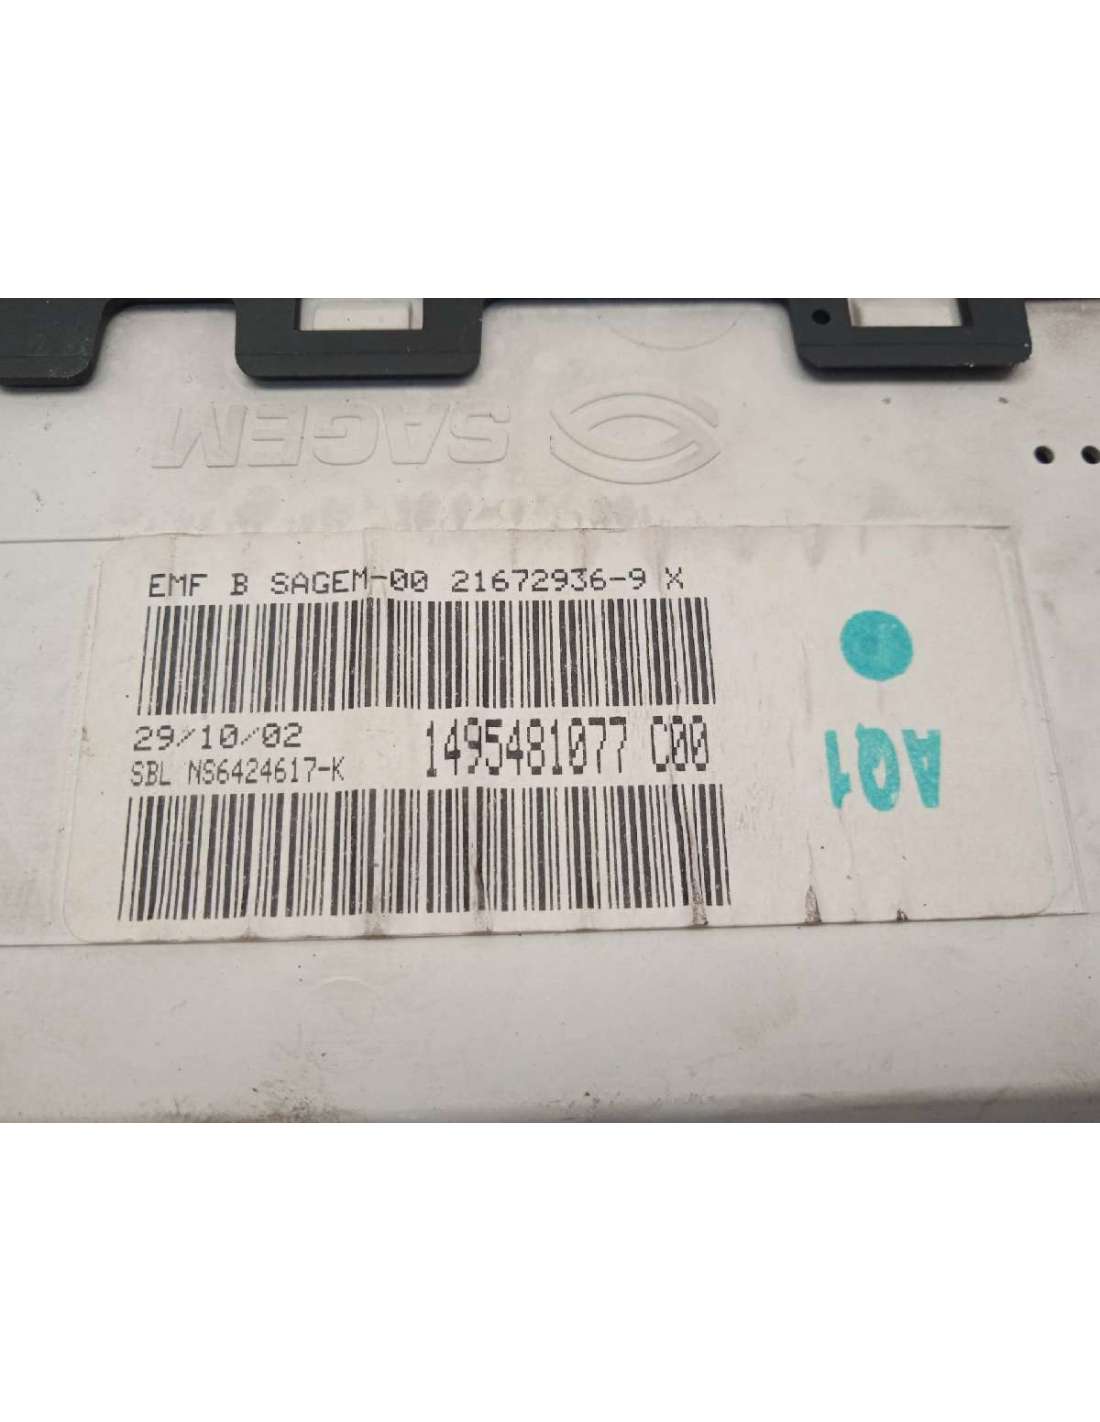 SAGEM
EMF B SAGEM-00 21672936-9 X
29/10/02
1495481077 C00
SBL NS6424617-K
AQ1